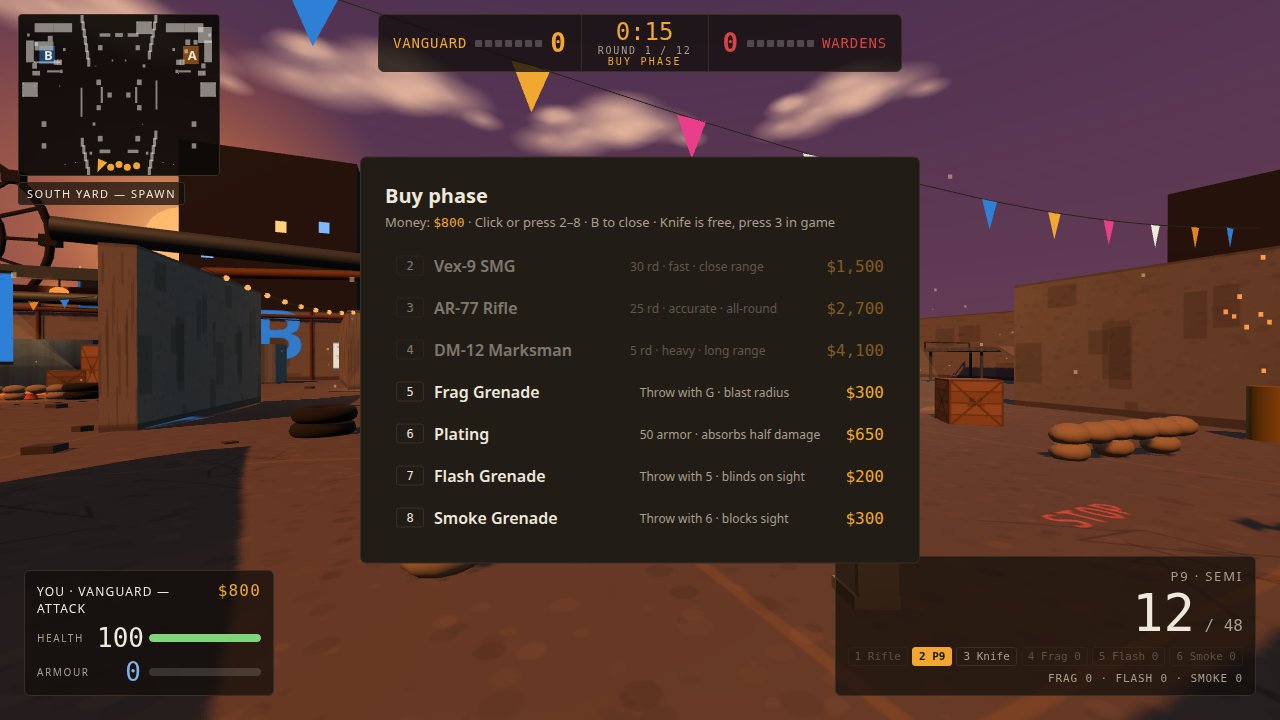 B
A
SOUTH YARD — SPAWN
VANGUARD 0
0:15
ROUND 1 / 12
BUY PHASE
0 WARDENS
B
Buy phase
Money: $800 · Click or press 2–8 · B to close · Knife is free, press 3 in game
2 Vex-9 SMG 30 rd · fast · close range $1,500
3 AR-77 Rifle 25 rd · accurate · all-round $2,700
4 DM-12 Marksman 5 rd · heavy · long range $4,100
5 Frag Grenade Throw with G · blast radius $300
6 Plating 50 armor · absorbs half damage $650
7 Flash Grenade Throw with 5 · blinds on sight $200
8 Smoke Grenade Throw with 6 · blocks sight $300
YOU · VANGUARD — ATTACK $800
HEALTH 100
ARMOUR 0
P9 · SEMI
12 / 48
1 Rifle 2 P9 3 Knife 4 Frag 0 5 Flash 0 6 Smoke 0
FRAG 0 · FLASH 0 · SMOKE 0